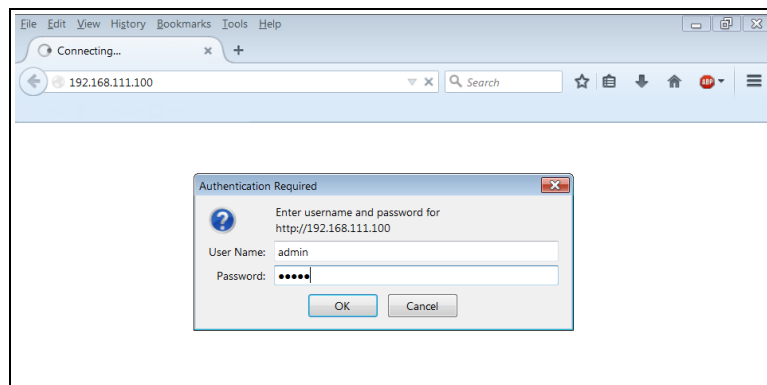 File Edit View History Bookmarks Tools Help
Connecting...
192.168.111.100
Search
ABP
Authentication Required
Enter username and password for
http://192.168.111.100
User Name: admin
Password: ●●●●●
OK Cancel